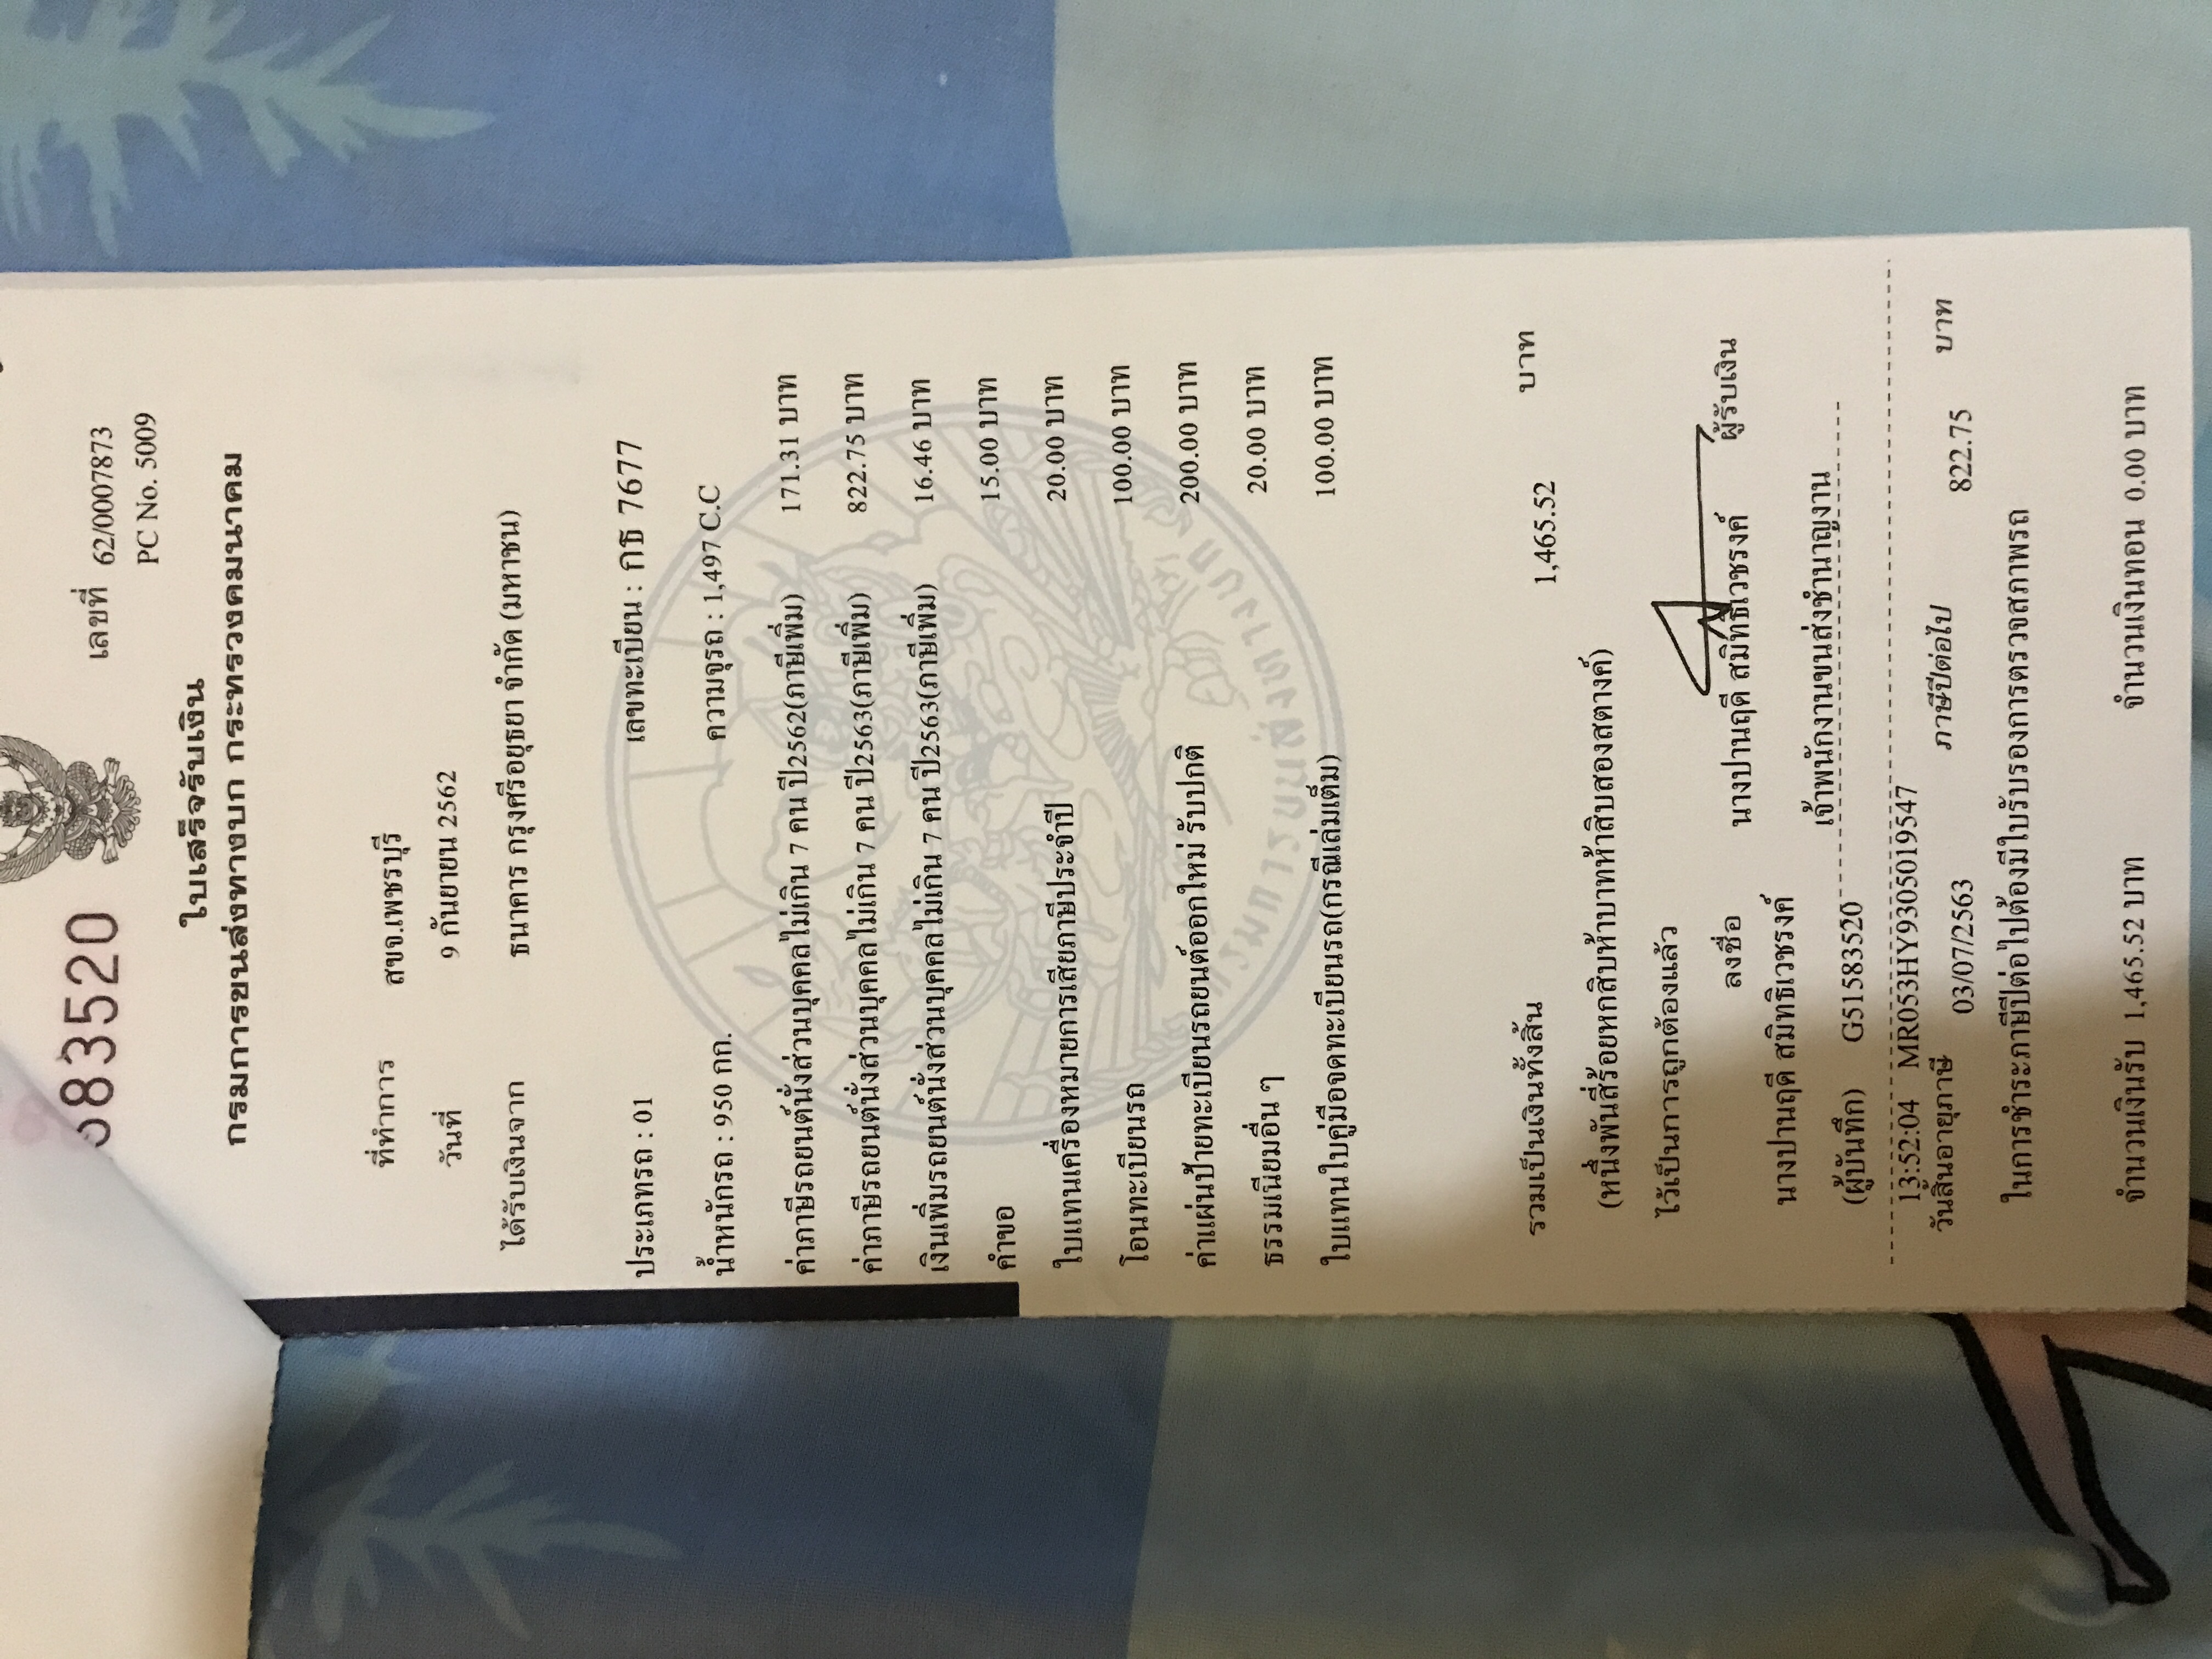 583520
เลขที่ 62/0007873
PC No. 5009
ใบเสร็จรับเงิน
กรมการขนส่งทางบก กระทรวงคมนาคม
ที่ทำการ สขจ.เพชรบุรี
วันที่ 9 กันยายน 2562
ได้รับเงินจาก ธนาคาร กรุงศรีอยุธยา จำกัด (มหาชน)
ประเภทรถ : 01 เลขทะเบียน : กธ 7677
น้ำหนักรถ : 950 กก. ความจุรถ : 1,497 C.C
ค่าภาษีรถยนต์นั่งส่วนบุคคลไม่เกิน 7 คน ปี2562(ภาษีเพิ่ม) 171.31 บาท
ค่าภาษีรถยนต์นั่งส่วนบุคคลไม่เกิน 7 คน ปี2563(ภาษีเพิ่ม) 822.75 บาท
เงินเพิ่มรถยนต์นั่งส่วนบุคคลไม่เกิน 7 คน ปี2563(ภาษีเพิ่ม) 16.46 บาท
คำขอ 15.00 บาท
ใบแทนเครื่องหมายการเสียภาษีประจำปี 20.00 บาท
โอนทะเบียนรถ 100.00 บาท
ค่าแผ่นป้ายทะเบียนรถยนต์ออกใหม่ รับปกติ 200.00 บาท
ธรรมเนียมอื่น ๆ 20.00 บาท
ใบแทนใบคู่มือจดทะเบียนรถ(กรณีเล่มเต็ม) 100.00 บาท
กรมการขนส่งทางบก
รวมเป็นเงินทั้งสิ้น 1,465.52 บาท
(หนึ่งพันสี่ร้อยหกสิบห้าบาทห้าสิบสองสตางค์)
ไว้เป็นการถูกต้องแล้ว
ลงชื่อ นางปานฤดี สมิทธิเวชรงค์ ผู้รับเงิน
นางปานฤดี สมิทธิเวชรงค์ เจ้าพนักงานขนส่งชำนาญงาน
(ผู้บันทึก) G51583520
13:52:04 MR053HY9305019547
วันสิ้นอายุภาษี 03/07/2563 ภาษีปีต่อไป 822.75 บาท
ในการชำระภาษีปีต่อไปต้องมีใบรับรองการตรวจสภาพรถ
จำนวนเงินรับ 1,465.52 บาท จำนวนเงินทอน 0.00 บาท